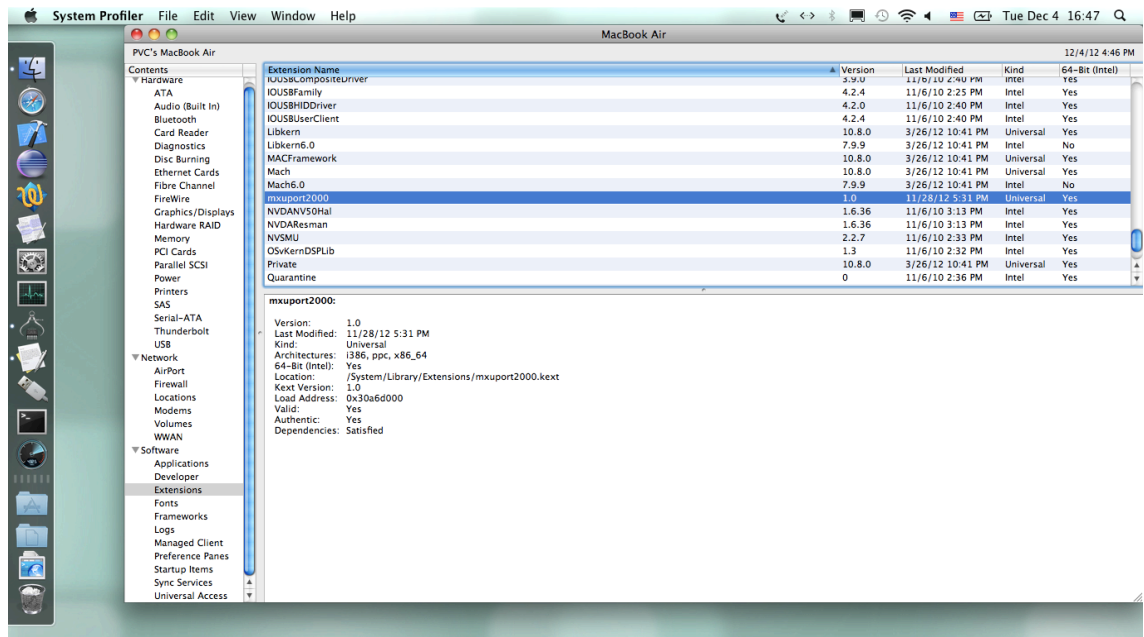 System Profiler File Edit View Window Help Tue Dec 4 16:47
MacBook Air
PVC's MacBook Air 12/4/12 4:46 PM
Contents
Hardware
ATA
Audio (Built In)
Bluetooth
Card Reader
Diagnostics
Disc Burning
Ethernet Cards
Fibre Channel
FireWire
Graphics/Displays
Hardware RAID
Memory
PCI Cards
Parallel SCSI
Power
Printers
SAS
Serial-ATA
Thunderbolt
USB
Network
AirPort
Firewall
Locations
Modems
Volumes
WWAN
Software
Applications
Developer
Extensions
Fonts
Frameworks
Logs
Managed Client
Preference Panes
Startup Items
Sync Services
Universal Access
Extension Name Version Last Modified Kind 64-Bit (Intel)
IOUSBCompositeDriver 3.9.0 11/6/10 2:40 PM Intel Yes
IOUSBFamily 4.2.4 11/6/10 2:25 PM Intel Yes
IOUSBHIDDriver 4.2.0 11/6/10 2:40 PM Intel Yes
IOUSBUserClient 4.2.4 11/6/10 2:40 PM Intel Yes
Libkern 10.8.0 3/26/12 10:41 PM Universal Yes
Libkern6.0 7.9.9 3/26/12 10:41 PM Intel No
MACFramework 10.8.0 3/26/12 10:41 PM Universal Yes
Mach 10.8.0 3/26/12 10:41 PM Universal Yes
Mach6.0 7.9.9 3/26/12 10:41 PM Intel No
mxuport2000 1.0 11/28/12 5:31 PM Universal Yes
NVDANV50Hal 1.6.36 11/6/10 3:13 PM Intel Yes
NVDAResman 1.6.36 11/6/10 3:13 PM Intel Yes
NVSMU 2.2.7 11/6/10 2:33 PM Intel Yes
OSvKernDSPLib 1.3 11/6/10 2:32 PM Intel Yes
Private 10.8.0 3/26/12 10:41 PM Universal Yes
Quarantine 0 11/6/10 2:36 PM Intel Yes
mxuport2000:
Version: 1.0
Last Modified: 11/28/12 5:31 PM
Kind: Universal
Architectures: i386, ppc, x86_64
64-Bit (Intel): Yes
Location: /System/Library/Extensions/mxuport2000.kext
Kext Version: 1.0
Load Address: 0x30a6d000
Valid: Yes
Authentic: Yes
Dependencies: Satisfied